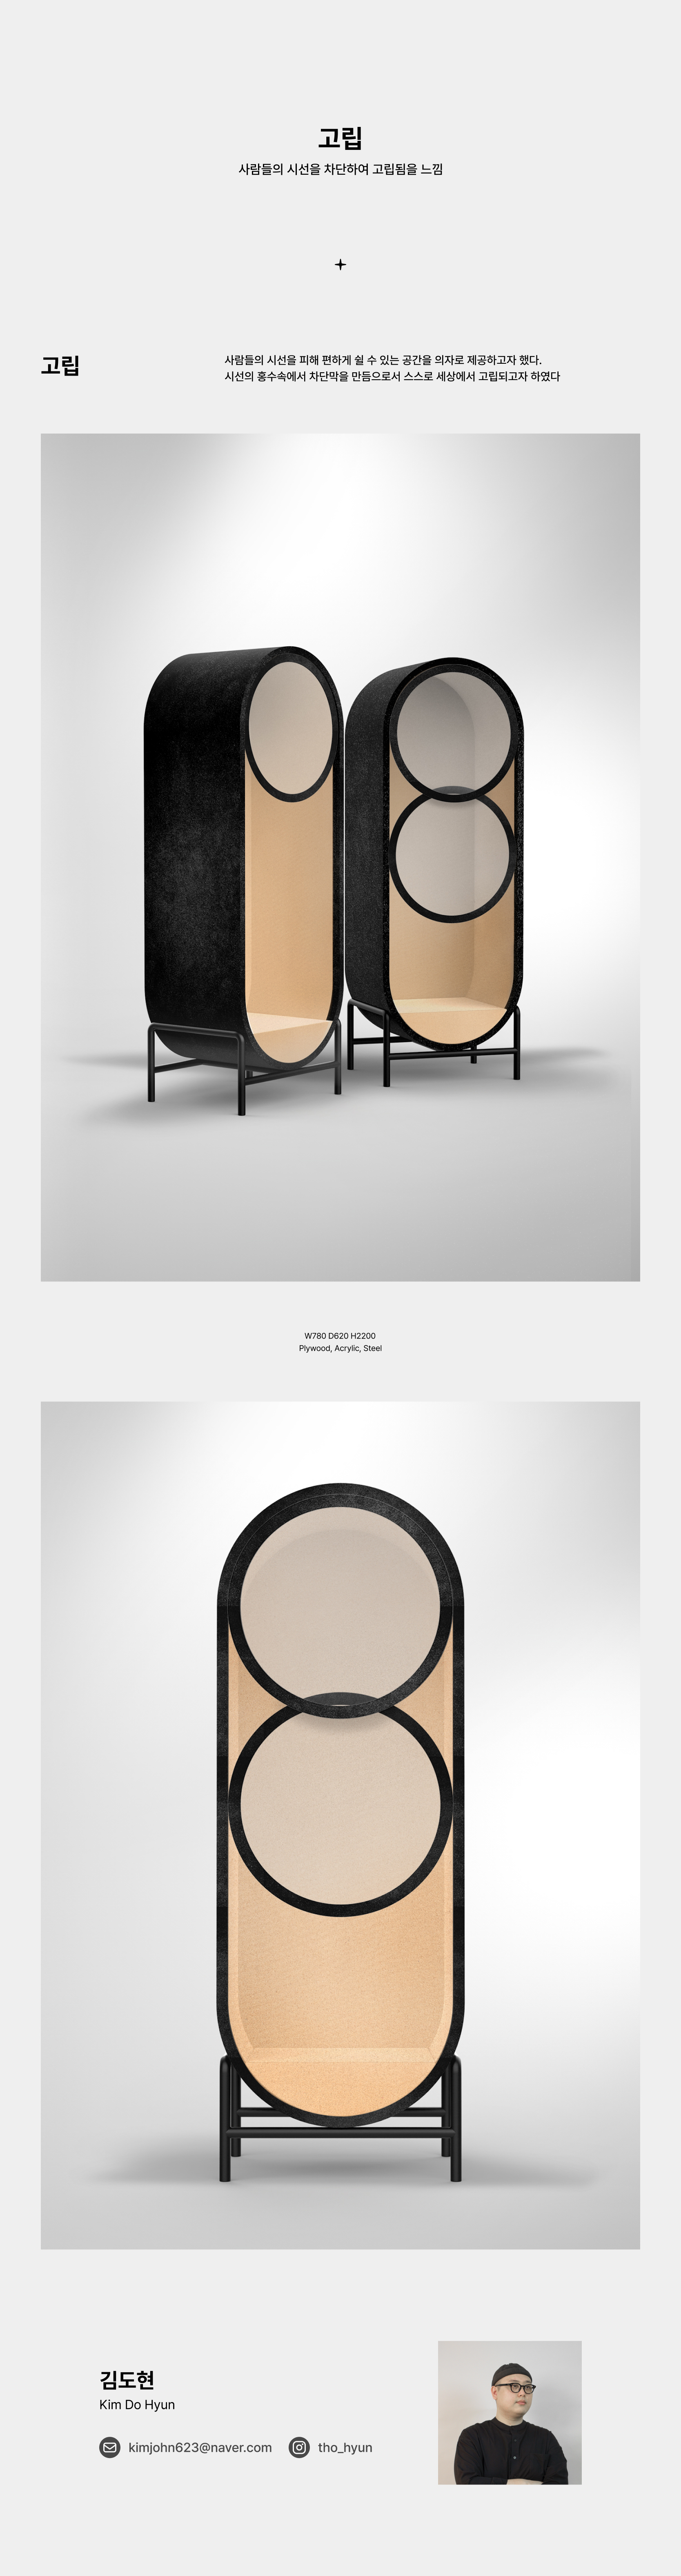 고립
사람들의 시선을 차단하여 고립됨을 느낌
고립
사람들의 시선을 피해 편하게 쉴 수 있는 공간을 의자로 제공하고자 했다.
시선의 홍수속에서 차단막을 만듬으로서 스스로 세상에서 고립되고자 하였다
W780 D620 H2200
Plywood, Acrylic, Steel
김도현
Kim Do Hyun
kimjohn623@naver.com
tho_hyun